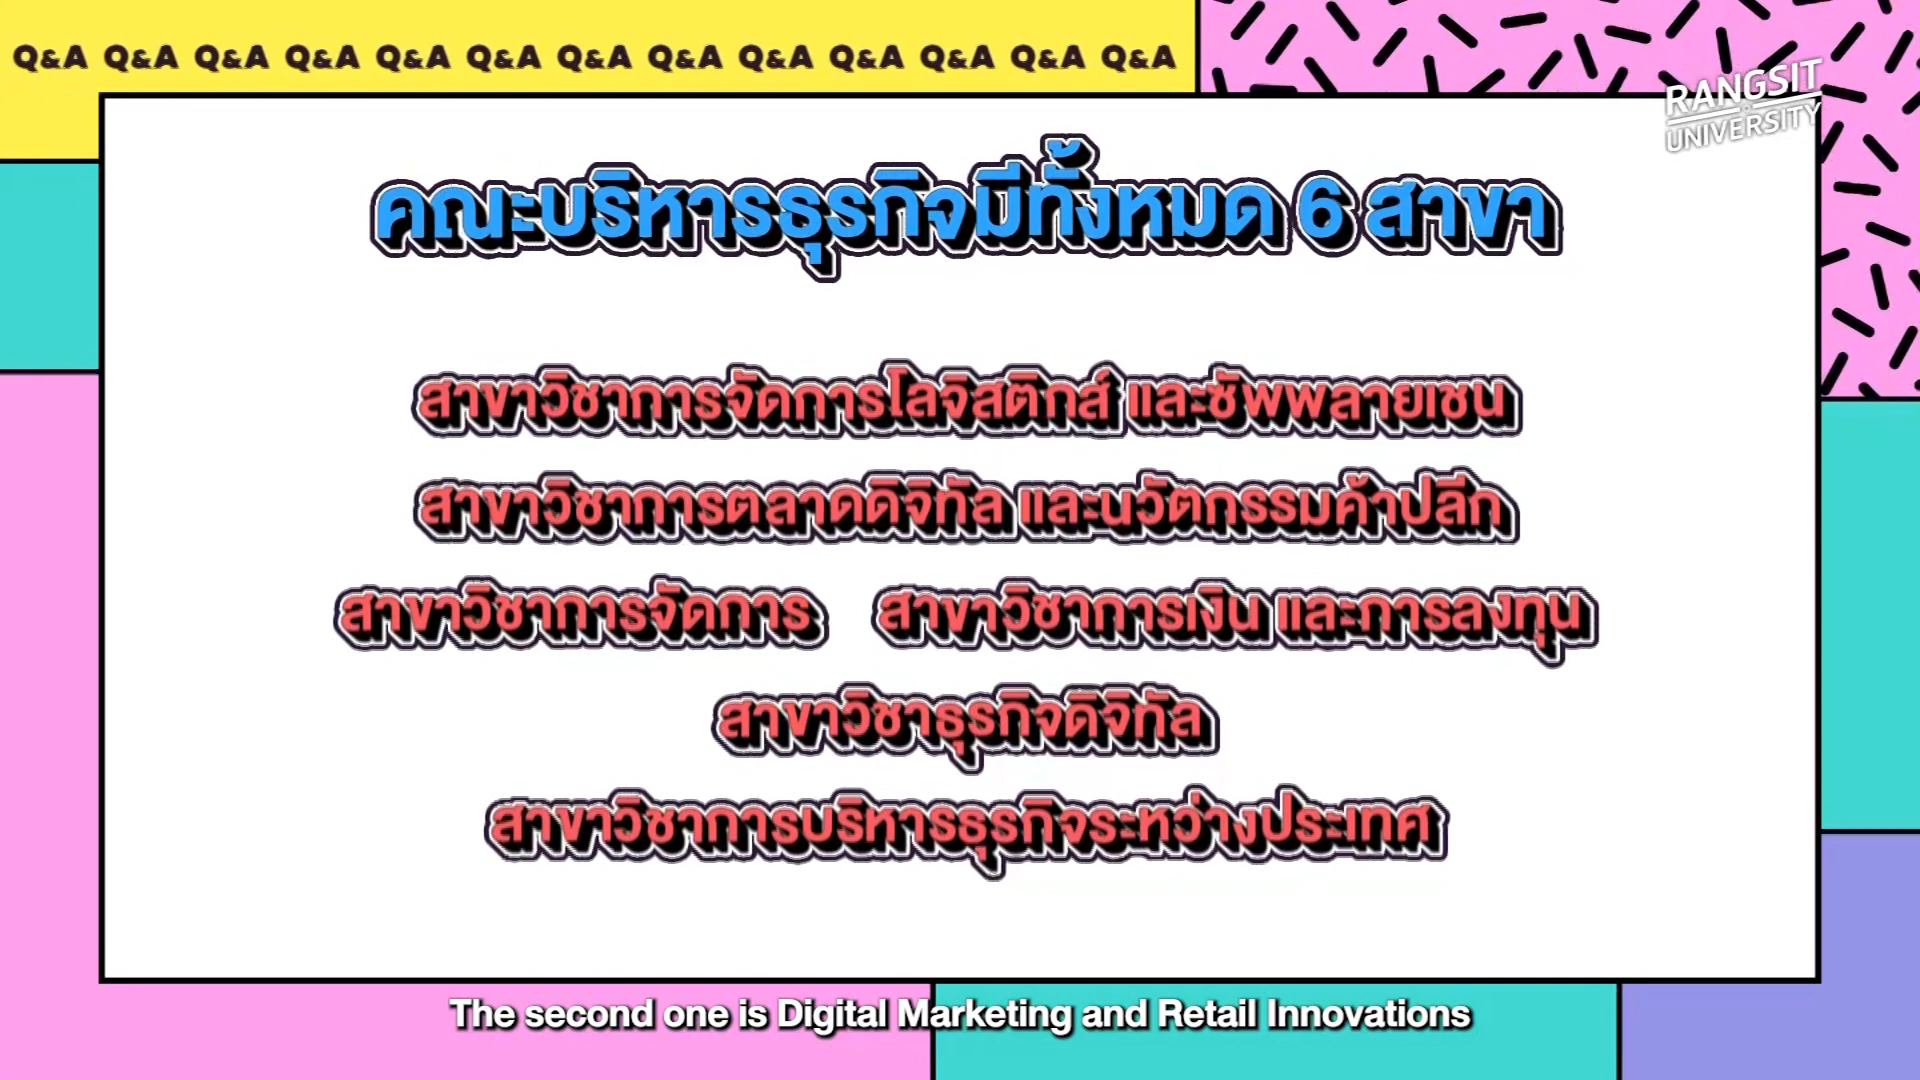 Q&A Q&A Q&A Q&A Q&A Q&A Q&A Q&A Q&A Q&A Q&A Q&A Q&A
RANGSIT
UNIVERSITY
คณะบริหารธุรกิจมีทั้งหมด 6 สาขา
สาขาวิชาการจัดการโลจิสติกส์ และซัพพลายเชน
สาขาวิชาการตลาดดิจิทัล และนวัตกรรมค้าปลีก
สาขาวิชาการจัดการ สาขาวิชาการเงิน และการลงทุน
สาขาวิชาธุรกิจดิจิทัล
สาขาวิชาการบริหารธุรกิจระหว่างประเทศ
The second one is Digital Marketing and Retail Innovations